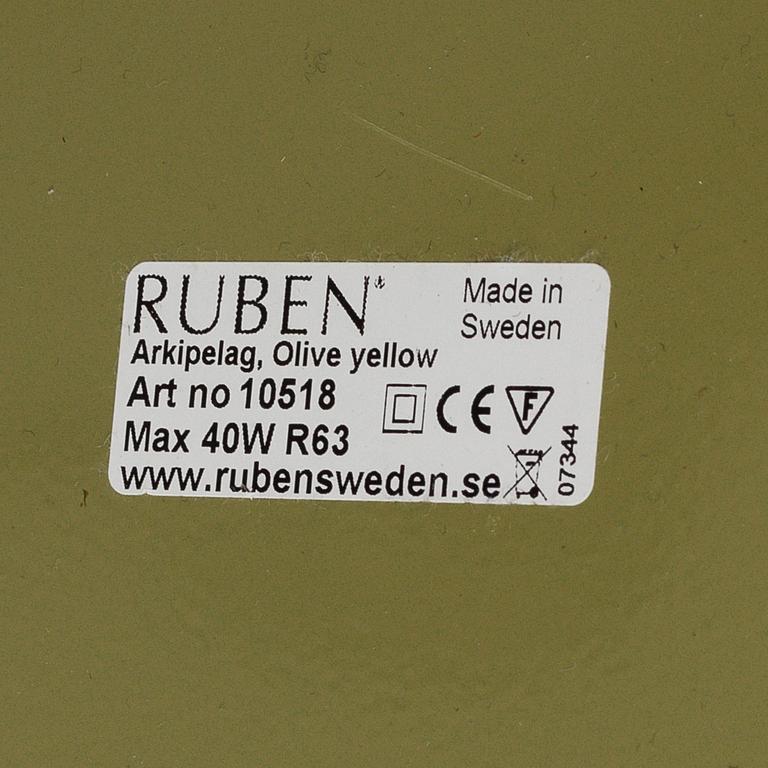 RUBEN®
Made in
Sweden
Arkipelag, Olive yellow
Art no 10518
CE F
Max 40W R63
www.rubensweden.se
07344